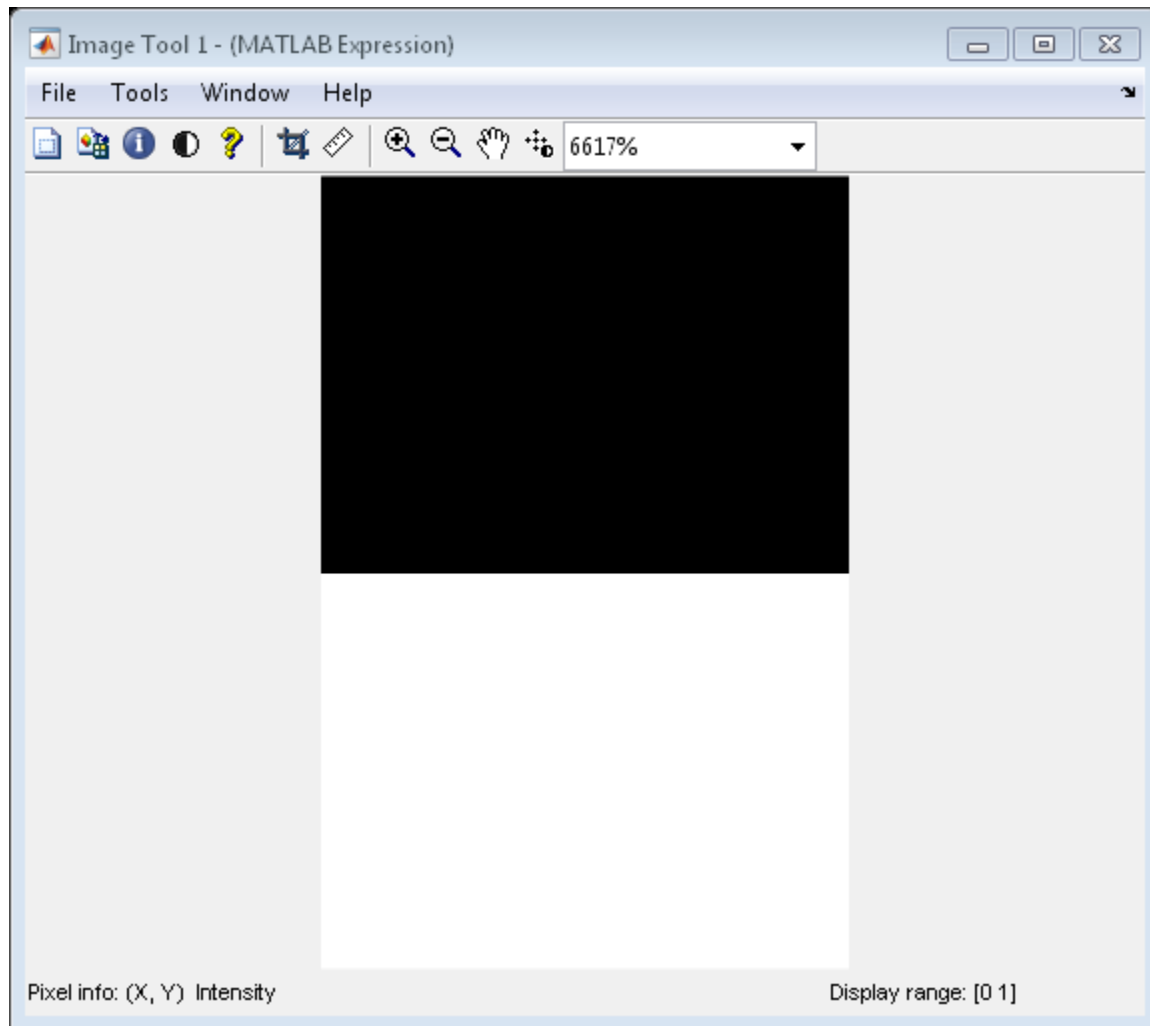 Image Tool 1 - (MATLAB Expression)
File Tools Window Help
6617%
Pixel info: (X, Y) Intensity
Display range: [0 1]